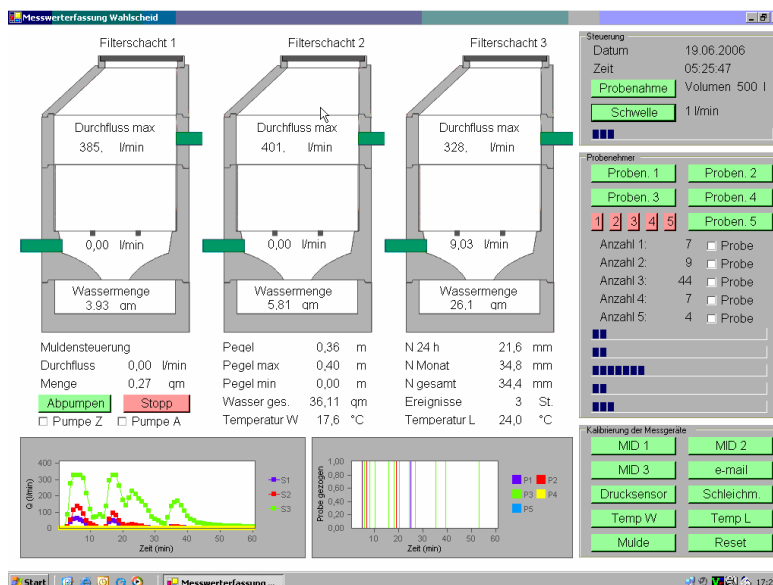 Messwerterfassung Wahlscheid
Filterschacht 1
Durchfluss max
385, l/min
0,00 l/min
Wassermenge
3,93 qm
Filterschacht 2
Durchfluss max
401, l/min
0,00 l/min
Wassermenge
5,81 qm
Filterschacht 3
Durchfluss max
328, l/min
9,03 l/min
Wassermenge
26,1 qm
Muldensteuerung
Durchfluss 0,00 l/min
Menge 0,27 qm
Abpumpen Stopp
Pumpe Z Pumpe A
Pegel 0,36 m
Pegel max 0,40 m
Pegel min 0,00 m
Wasser ges. 36,11 qm
Temperatur W 17,6 °C
N 24 h 21,6 mm
N Monat 34,8 mm
N gesamt 34,4 mm
Ereignisse 3 St.
Temperatur L 24,0 °C
Steuerung
Datum 19.06.2006
Zeit 05:25:47
Probenahme Volumen 500 l
Schwelle 1 l/min
Probenehmer
Proben. 1 Proben. 2
Proben. 3 Proben. 4
1 2 3 4 5 Proben. 5
Anzahl 1: 7 Probe
Anzahl 2: 9 Probe
Anzahl 3: 44 Probe
Anzahl 4: 7 Probe
Anzahl 5: 4 Probe
Kalibrierung der Messgeräte
MID 1 MID 2
MID 3 e-mail
Drucksensor Schleichm.
Temp W Temp L
Mulde Reset
Q (l/min)
400
300
200
100
0
10 20 30 40 50 60
Zeit (min)
S1
S2
S3
Probe gezogen
1,00
0,80
0,60
0,40
0,20
0,00
10 20 30 40 50 60
Zeit (min)
P1 P2
P3 P4
P5
Start
Messwerterfassung ...